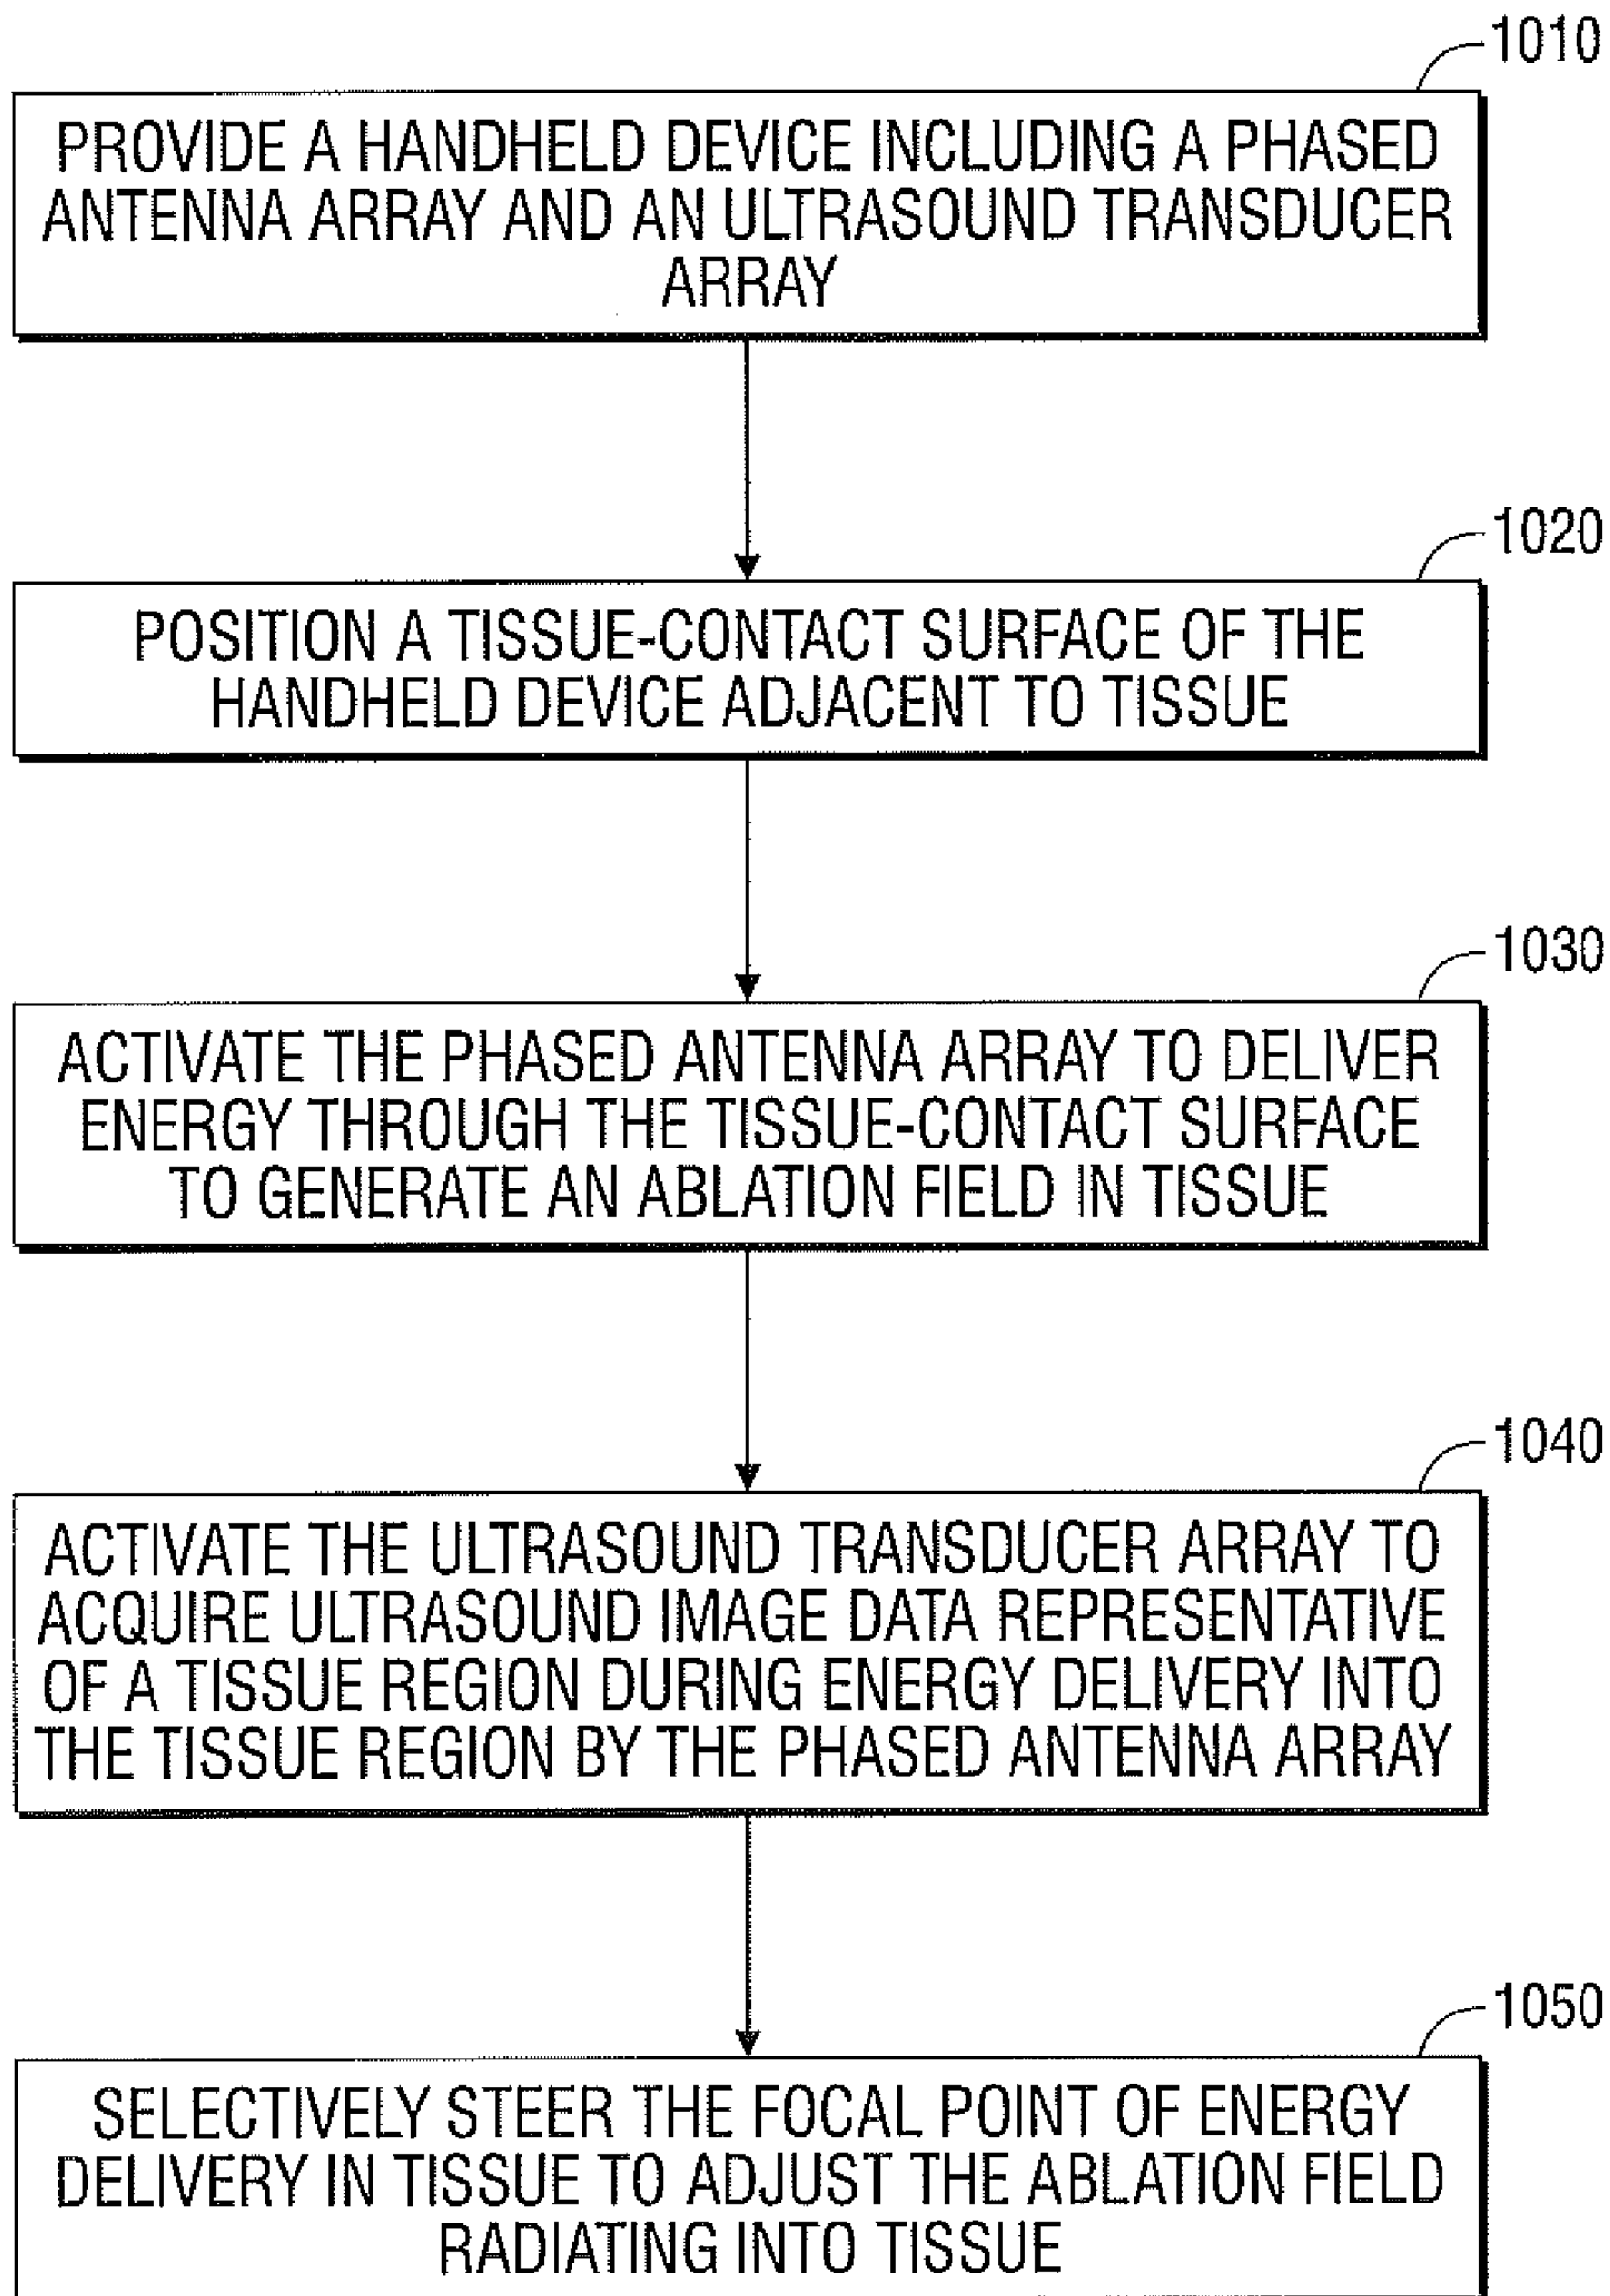 1010
PROVIDE A HANDHELD DEVICE INCLUDING A PHASED
ANTENNA ARRAY AND AN ULTRASOUND TRANSDUCER
ARRAY
1020
POSITION A TISSUE-CONTACT SURFACE OF THE
HANDHELD DEVICE ADJACENT TO TISSUE
1030
ACTIVATE THE PHASED ANTENNA ARRAY TO DELIVER
ENERGY THROUGH THE TISSUE-CONTACT SURFACE
TO GENERATE AN ABLATION FIELD IN TISSUE
1040
ACTIVATE THE ULTRASOUND TRANSDUCER ARRAY TO
ACQUIRE ULTRASOUND IMAGE DATA REPRESENTATIVE
OF A TISSUE REGION DURING ENERGY DELIVERY INTO
THE TISSUE REGION BY THE PHASED ANTENNA ARRAY
1050
SELECTIVELY STEER THE FOCAL POINT OF ENERGY
DELIVERY IN TISSUE TO ADJUST THE ABLATION FIELD
RADIATING INTO TISSUE